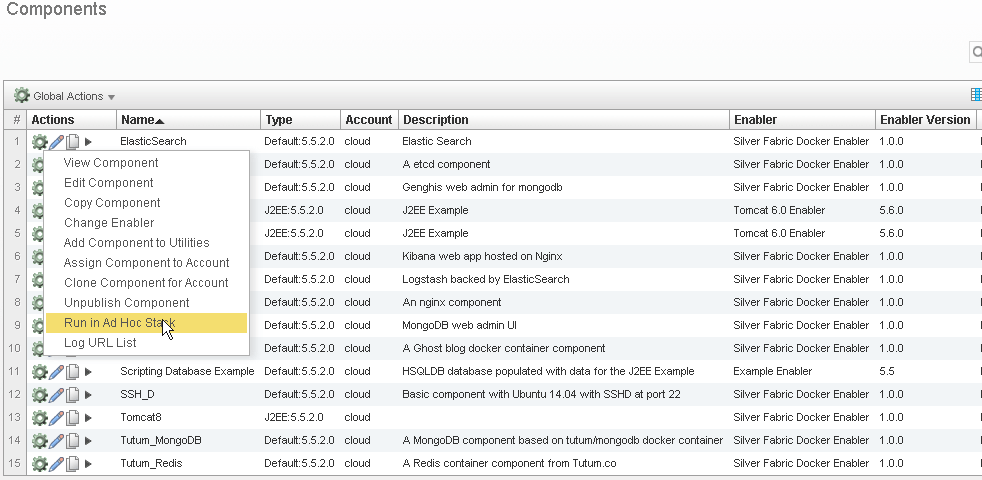 Components
Global Actions
# Actions Name Type Account Description Enabler Enabler Version
1 ElasticSearch Default:5.5.2.0 cloud Elastic Search Silver Fabric Docker Enabler 1.0.0
2 Default:5.5.2.0 cloud A etcd component Silver Fabric Docker Enabler 1.0.0
3 Default:5.5.2.0 cloud Genghis web admin for mongodb Silver Fabric Docker Enabler 1.0.0
4 J2EE:5.5.2.0 cloud J2EE Example Tomcat 6.0 Enabler 5.6.0
5 J2EE:5.5.2.0 cloud J2EE Example Tomcat 6.0 Enabler 5.6.0
6 Default:5.5.2.0 cloud Kibana web app hosted on Nginx Silver Fabric Docker Enabler 1.0.0
7 Default:5.5.2.0 cloud Logstash backed by ElasticSearch Silver Fabric Docker Enabler 1.0.0
8 Default:5.5.2.0 cloud An nginx component Silver Fabric Docker Enabler 1.0.0
9 Default:5.5.2.0 cloud MongoDB web admin UI Silver Fabric Docker Enabler 1.0.0
10 Default:5.5.2.0 cloud A Ghost blog docker container component Silver Fabric Docker Enabler 1.0.0
View Component
Edit Component
Copy Component
Change Enabler
Add Component to Utilities
Assign Component to Account
Clone Component for Account
Unpublish Component
Run in Ad Hoc Stack
Log URL List
11 Scripting Database Example Default:5.5.2.0 cloud HSQLDB database populated with data for the J2EE Example Example Enabler 5.5
12 SSH_D Default:5.5.2.0 cloud Basic component with Ubuntu 14.04 with SSHD at port 22 Silver Fabric Docker Enabler 1.0.0
13 Tomcat8 J2EE:5.5.2.0 cloud Silver Fabric Docker Enabler 1.0.0
14 Tutum_MongoDB Default:5.5.2.0 cloud A MongoDB component based on tutum/mongodb docker container Silver Fabric Docker Enabler 1.0.0
15 Tutum_Redis Default:5.5.2.0 cloud A Redis container component from Tutum.co Silver Fabric Docker Enabler 1.0.0